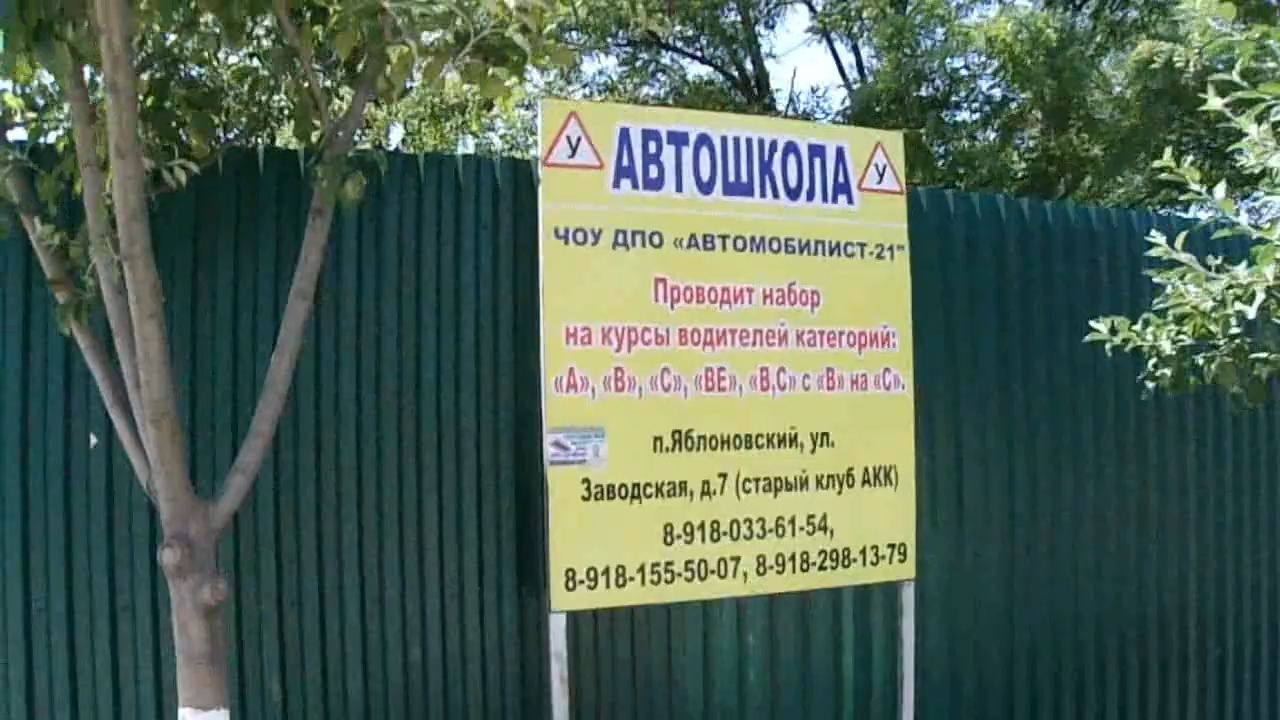 У АВТОШКОЛА У
ЧОУ ДПО «АВТОМОБИЛИСТ-21"
Проводит набор
на курсы водителей категорий:
«А», «В», «С», «ВЕ», «В,С» с «В» на «С».
п.Яблоновский, ул.
Заводская, д.7 (старый клуб АКК)
8-918-033-61-54,
8-918-155-50-07, 8-918-298-13-79